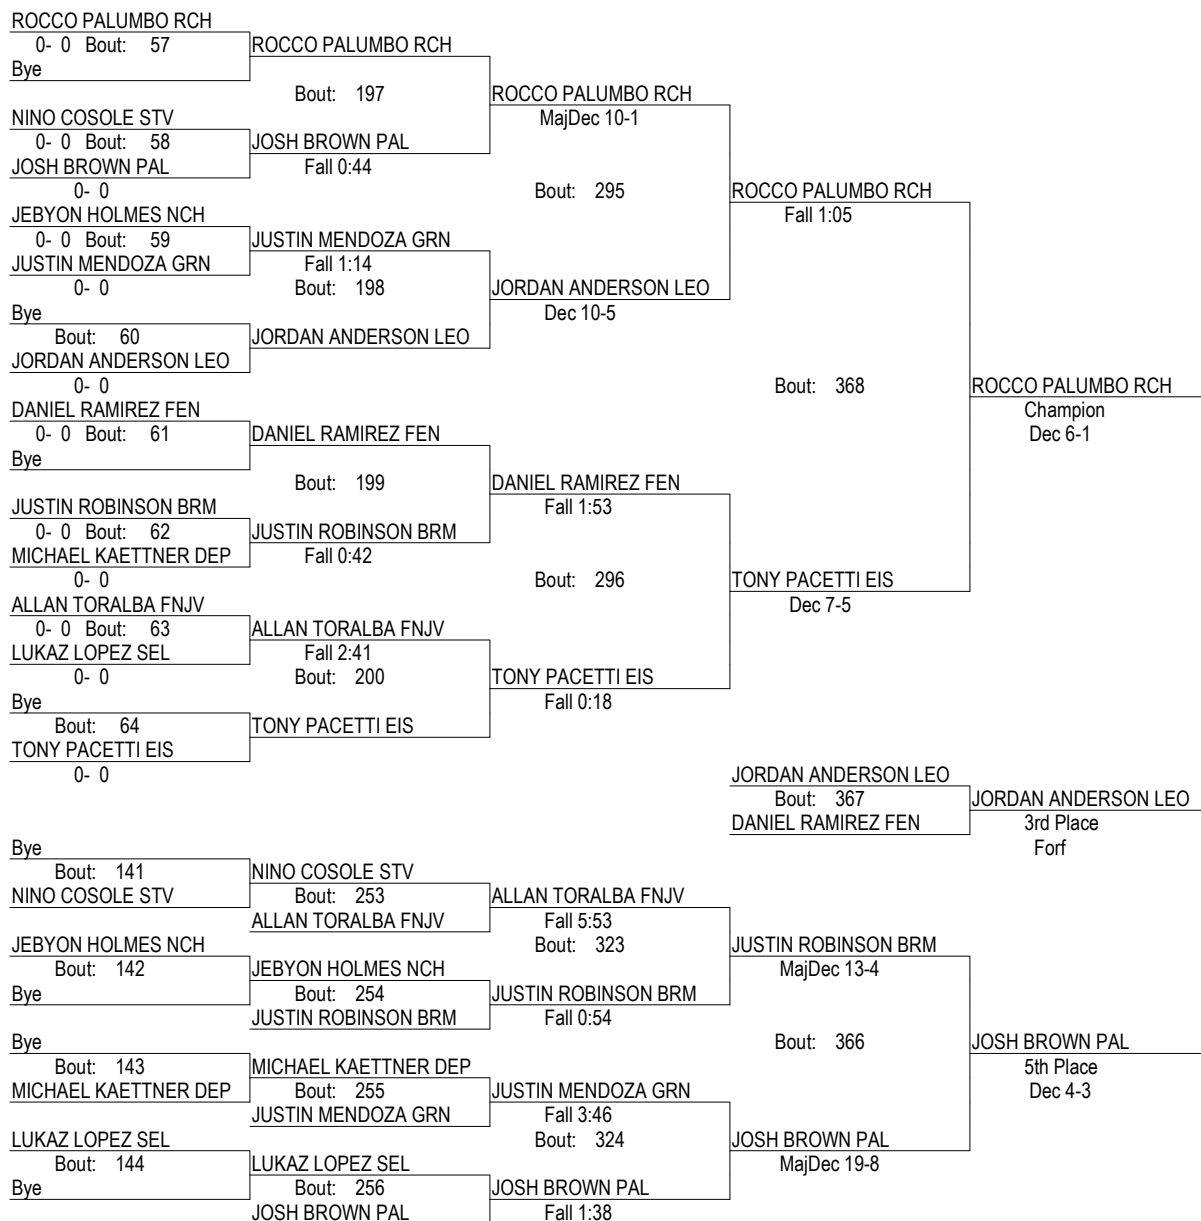 ROCCO PALUMBO RCH
0- 0 Bout: 57 ROCCO PALUMBO RCH
Bye
Bout: 197 ROCCO PALUMBO RCH
NINO COSOLE STV MajDec 10-1
0- 0 Bout: 58 JOSH BROWN PAL
JOSH BROWN PAL Fall 0:44
0- 0 Bout: 295 ROCCO PALUMBO RCH
JEBYON HOLMES NCH Fall 1:05
0- 0 Bout: 59 JUSTIN MENDOZA GRN
JUSTIN MENDOZA GRN Fall 1:14
0- 0 Bout: 198 JORDAN ANDERSON LEO
Bye Dec 10-5
Bout: 60 JORDAN ANDERSON LEO
JORDAN ANDERSON LEO
0- 0 Bout: 368 ROCCO PALUMBO RCH
DANIEL RAMIREZ FEN Champion
0- 0 Bout: 61 DANIEL RAMIREZ FEN Dec 6-1
Bye
Bout: 199 DANIEL RAMIREZ FEN
JUSTIN ROBINSON BRM Fall 1:53
0- 0 Bout: 62 JUSTIN ROBINSON BRM
MICHAEL KAETTNER DEP Fall 0:42
0- 0 Bout: 296 TONY PACETTI EIS
ALLAN TORALBA FNJV Dec 7-5
0- 0 Bout: 63 ALLAN TORALBA FNJV
LUKAZ LOPEZ SEL Fall 2:41
0- 0 Bout: 200 TONY PACETTI EIS
Bye Fall 0:18
Bout: 64 TONY PACETTI EIS
TONY PACETTI EIS
0- 0 JORDAN ANDERSON LEO
Bout: 367 JORDAN ANDERSON LEO
DANIEL RAMIREZ FEN 3rd Place
Bye Forf
Bout: 141 NINO COSOLE STV
NINO COSOLE STV Bout: 253 ALLAN TORALBA FNJV
ALLAN TORALBA FNJV Fall 5:53
JEBYON HOLMES NCH Bout: 323 JUSTIN ROBINSON BRM
Bout: 142 JEBYON HOLMES NCH MajDec 13-4
Bye Bout: 254 JUSTIN ROBINSON BRM
JUSTIN ROBINSON BRM Fall 0:54
Bye Bout: 366 JOSH BROWN PAL
Bout: 143 MICHAEL KAETTNER DEP 5th Place
MICHAEL KAETTNER DEP Bout: 255 JUSTIN MENDOZA GRN Dec 4-3
JUSTIN MENDOZA GRN Fall 3:46
LUKAZ LOPEZ SEL Bout: 324 JOSH BROWN PAL
Bout: 144 LUKAZ LOPEZ SEL MajDec 19-8
Bye Bout: 256 JOSH BROWN PAL
JOSH BROWN PAL Fall 1:38